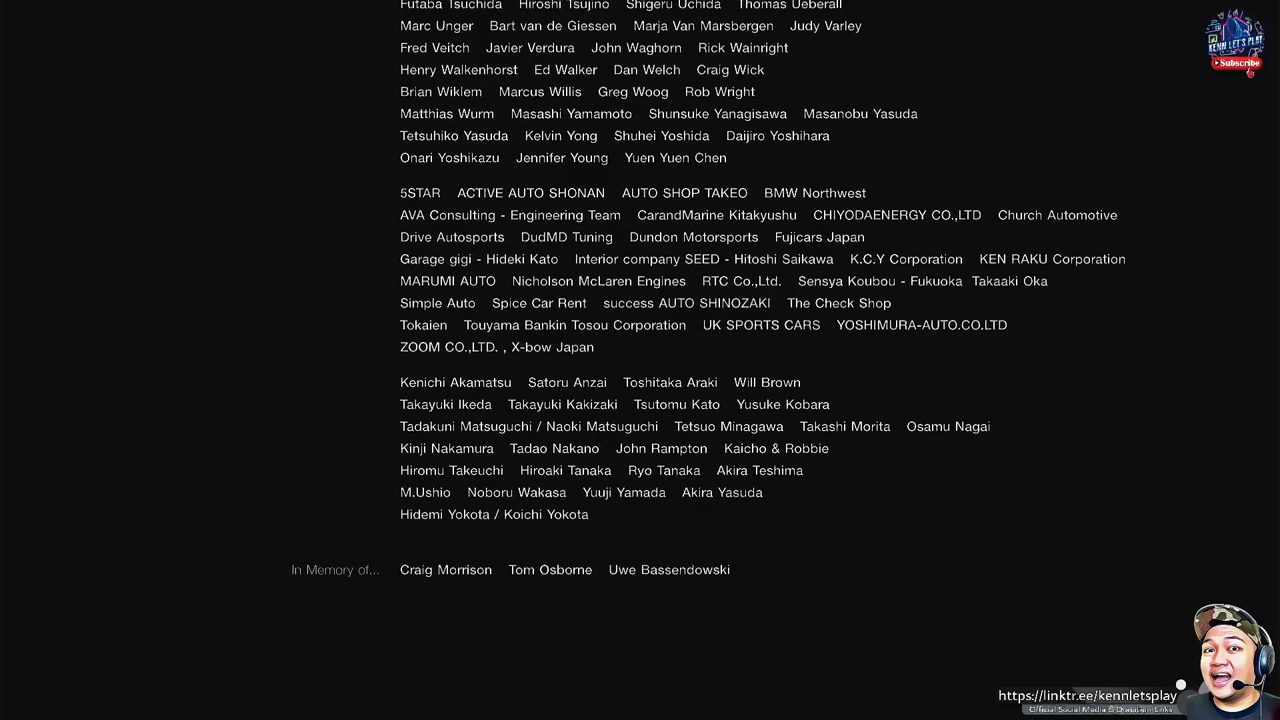 Futaba Tsuchida Hiroshi Tsujino Shigeru Uchida Thomas Ueberall
Marc Unger Bart van de Giessen Marja Van Marsbergen Judy Varley
Fred Veitch Javier Verdura John Waghorn Rick Wainright
Henry Walkenhorst Ed Walker Dan Welch Craig Wick
Brian Wiklem Marcus Willis Greg Woog Rob Wright
Matthias Wurm Masashi Yamamoto Shunsuke Yanagisawa Masanobu Yasuda
Tetsuhiko Yasuda Kelvin Yong Shuhei Yoshida Daijiro Yoshihara
Onari Yoshikazu Jennifer Young Yuen Yuen Chen
5STAR ACTIVE AUTO SHONAN AUTO SHOP TAKEO BMW Northwest
AVA Consulting - Engineering Team CarandMarine Kitakyushu CHIYODAENERGY CO.,LTD Church Automotive
Drive Autosports DudMD Tuning Dundon Motorsports Fujicars Japan
Garage gigi - Hideki Kato Interior company SEED - Hitoshi Saikawa K.C.Y Corporation KEN RAKU Corporation
MARUMI AUTO Nicholson McLaren Engines RTC Co.,Ltd. Sensya Koubou - Fukuoka Takaaki Oka
Simple Auto Spice Car Rent success AUTO SHINOZAKI The Check Shop
Tokaien Touyama Bankin Tosou Corporation UK SPORTS CARS YOSHIMURA-AUTO.CO.LTD
ZOOM CO.,LTD. , X-bow Japan
Kenichi Akamatsu Satoru Anzai Toshitaka Araki Will Brown
Takayuki Ikeda Takayuki Kakizaki Tsutomu Kato Yusuke Kobara
Tadakuni Matsuguchi / Naoki Matsuguchi Tetsuo Minagawa Takashi Morita Osamu Nagai
Kinji Nakamura Tadao Nakano John Rampton Kaicho & Robbie
Hiromu Takeuchi Hiroaki Tanaka Ryo Tanaka Akira Teshima
M.Ushio Noboru Wakasa Yuuji Yamada Akira Yasuda
Hidemi Yokota / Koichi Yokota
In Memory of... Craig Morrison Tom Osborne Uwe Bassendowski
KENN LET'S PLAY
Subscribe
https://linktr.ee/kennletsplay
Official Social Media & Donation Links